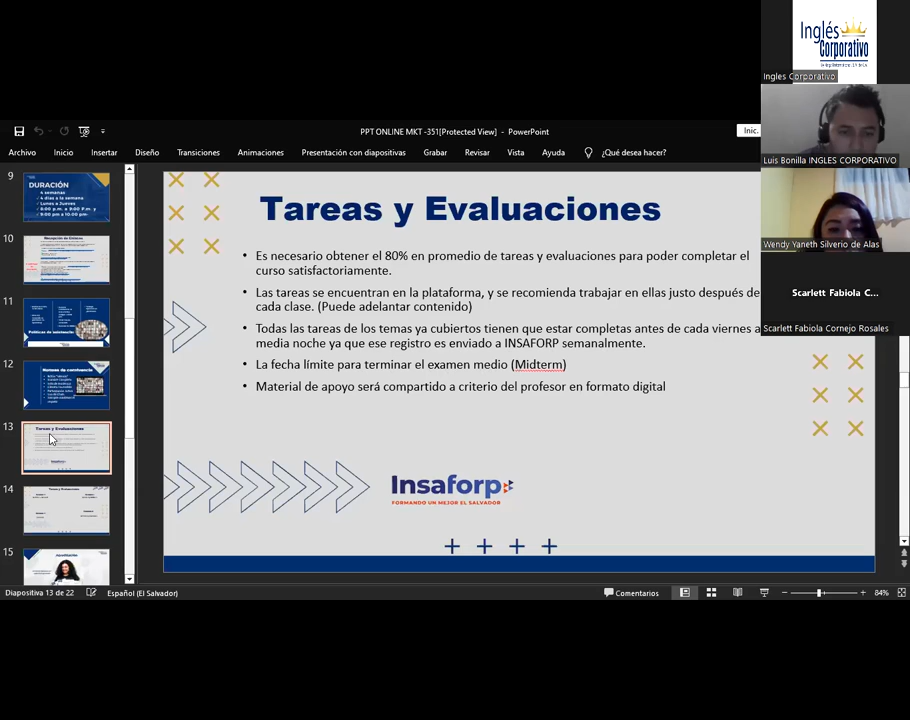 Inglés
Corporativo
Ingles Corporativo
PPT ONLINE MKT -351[Protected View] - PowerPoint
Inic.
Archivo Inicio Insertar Diseño Transiciones Animaciones Presentación con diapositivas Grabar Revisar Vista Ayuda ¿Qué desea hacer?
Luis Bonilla INGLES CORPORATIVO
Wendy Yaneth Silverio de Alas
Scarlett Fabiola C...
Scarlett Fabiola Cornejo Rosales
9
DURACIÓN
4 semanas
4 días a la semana
Lunes a Jueves
10
11
12
13
Tareas y Evaluaciones
14
15
Tareas y Evaluaciones
• Es necesario obtener el 80% en promedio de tareas y evaluaciones para poder completar el
curso satisfactoriamente.
• Las tareas se encuentran en la plataforma, y se recomienda trabajar en ellas justo después de
cada clase. (Puede adelantar contenido)
• Todas las tareas de los temas ya cubiertos tienen que estar completas antes de cada viernes a
media noche ya que ese registro es enviado a INSAFORP semanalmente.
• La fecha límite para terminar el examen medio (Midterm)
• Material de apoyo será compartido a criterio del profesor en formato digital
Insaforp
FORMANDO UN MEJOR EL SALVADOR
Diapositiva 13 de 22 Español (El Salvador) Comentarios 84%